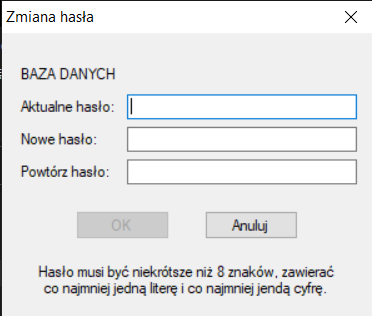 Zmiana hasła
BAZA DANYCH
Aktualne hasło:
Nowe hasło:
Powtórz hasło:
OK Anuluj
Hasło musi być niekrótsze niż 8 znaków, zawierać
co najmniej jedną literę i co najmniej jendą cyfrę.